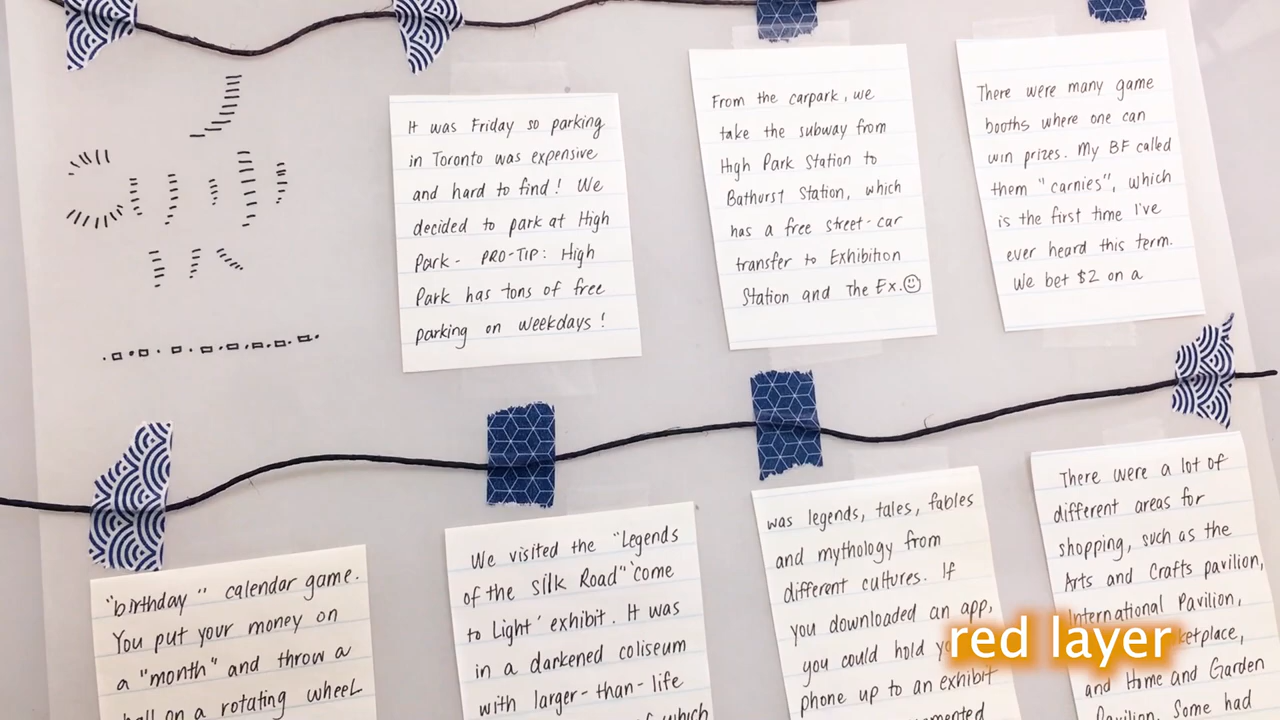 It was Friday so parking
in Toronto was expensive
and hard to find! We
decided to park at High
Park - PRO-TIP: High
Park has tons of free
parking on weekdays!
From the carpark, we
take the subway from
High Park Station to
Bathurst Station, which
has a free street-car
transfer to Exhibition
Station and The Ex.
There were many game
booths where one can
win prizes. My BF called
them "carnies", which
is the first time I've
ever heard this term.
We bet $2 on a
"birthday" calendar game.
You put your money on
a "month" and throw a
ball on a rotating wheel
We visited the "Legends
of the Silk Road" 'Come
to Light' exhibit. It was
in a darkened coliseum
with larger-than-life
which
was legends, tales, fables
and mythology from
different cultures. If
you downloaded an app,
you could hold
phone up to an exhibit
There were a lot of
different areas for
shopping, such as the
Arts and Crafts pavilion,
International Pavilion,
and Home and Garden
Pavilion. Some had
red layer